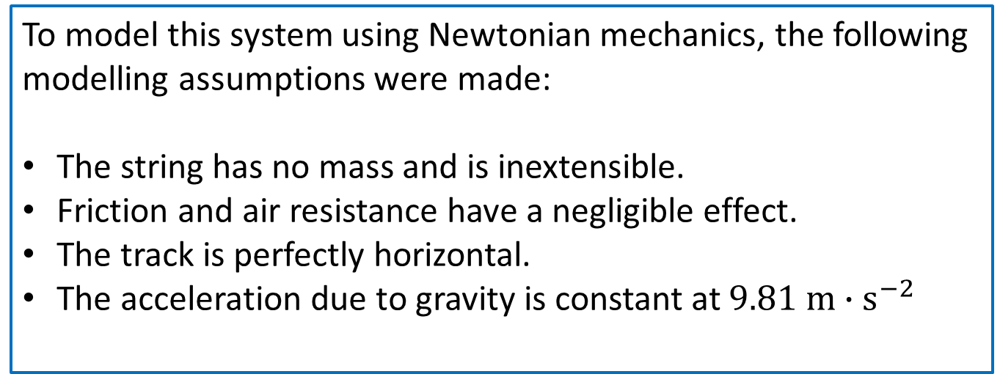 To model this system using Newtonian mechanics, the following
modelling assumptions were made:
• The string has no mass and is inextensible.
• Friction and air resistance have a negligible effect.
• The track is perfectly horizontal.
• The acceleration due to gravity is constant at 9.81 m · s⁻²